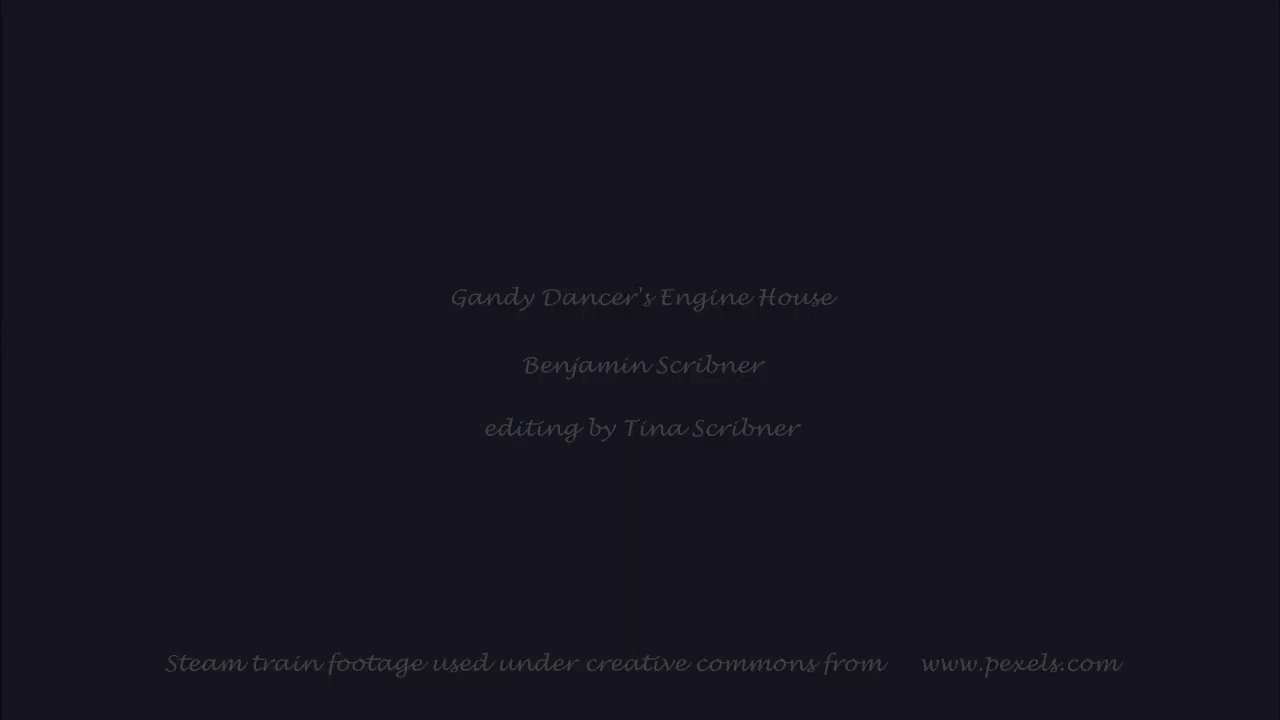 Gandy Dancer's Engine House
Benjamin Scribner
editing by Tina Scribner
Steam train footage used under creative commons from www.pexels.com